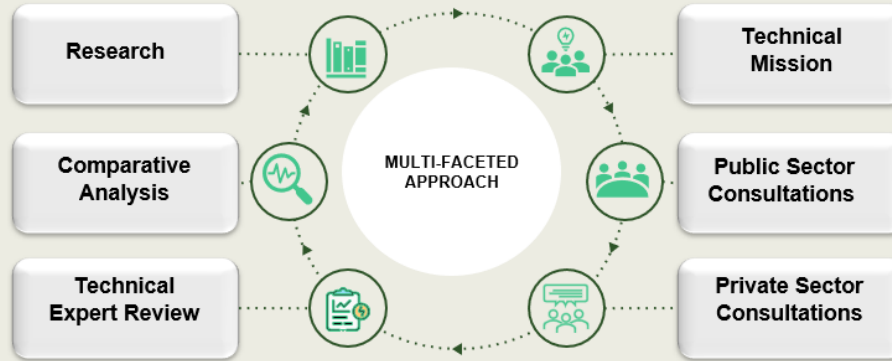 Research
Technical
Mission
Comparative
Analysis
MULTI-FACETED
APPROACH
Public Sector
Consultations
Technical
Expert Review
Private Sector
Consultations